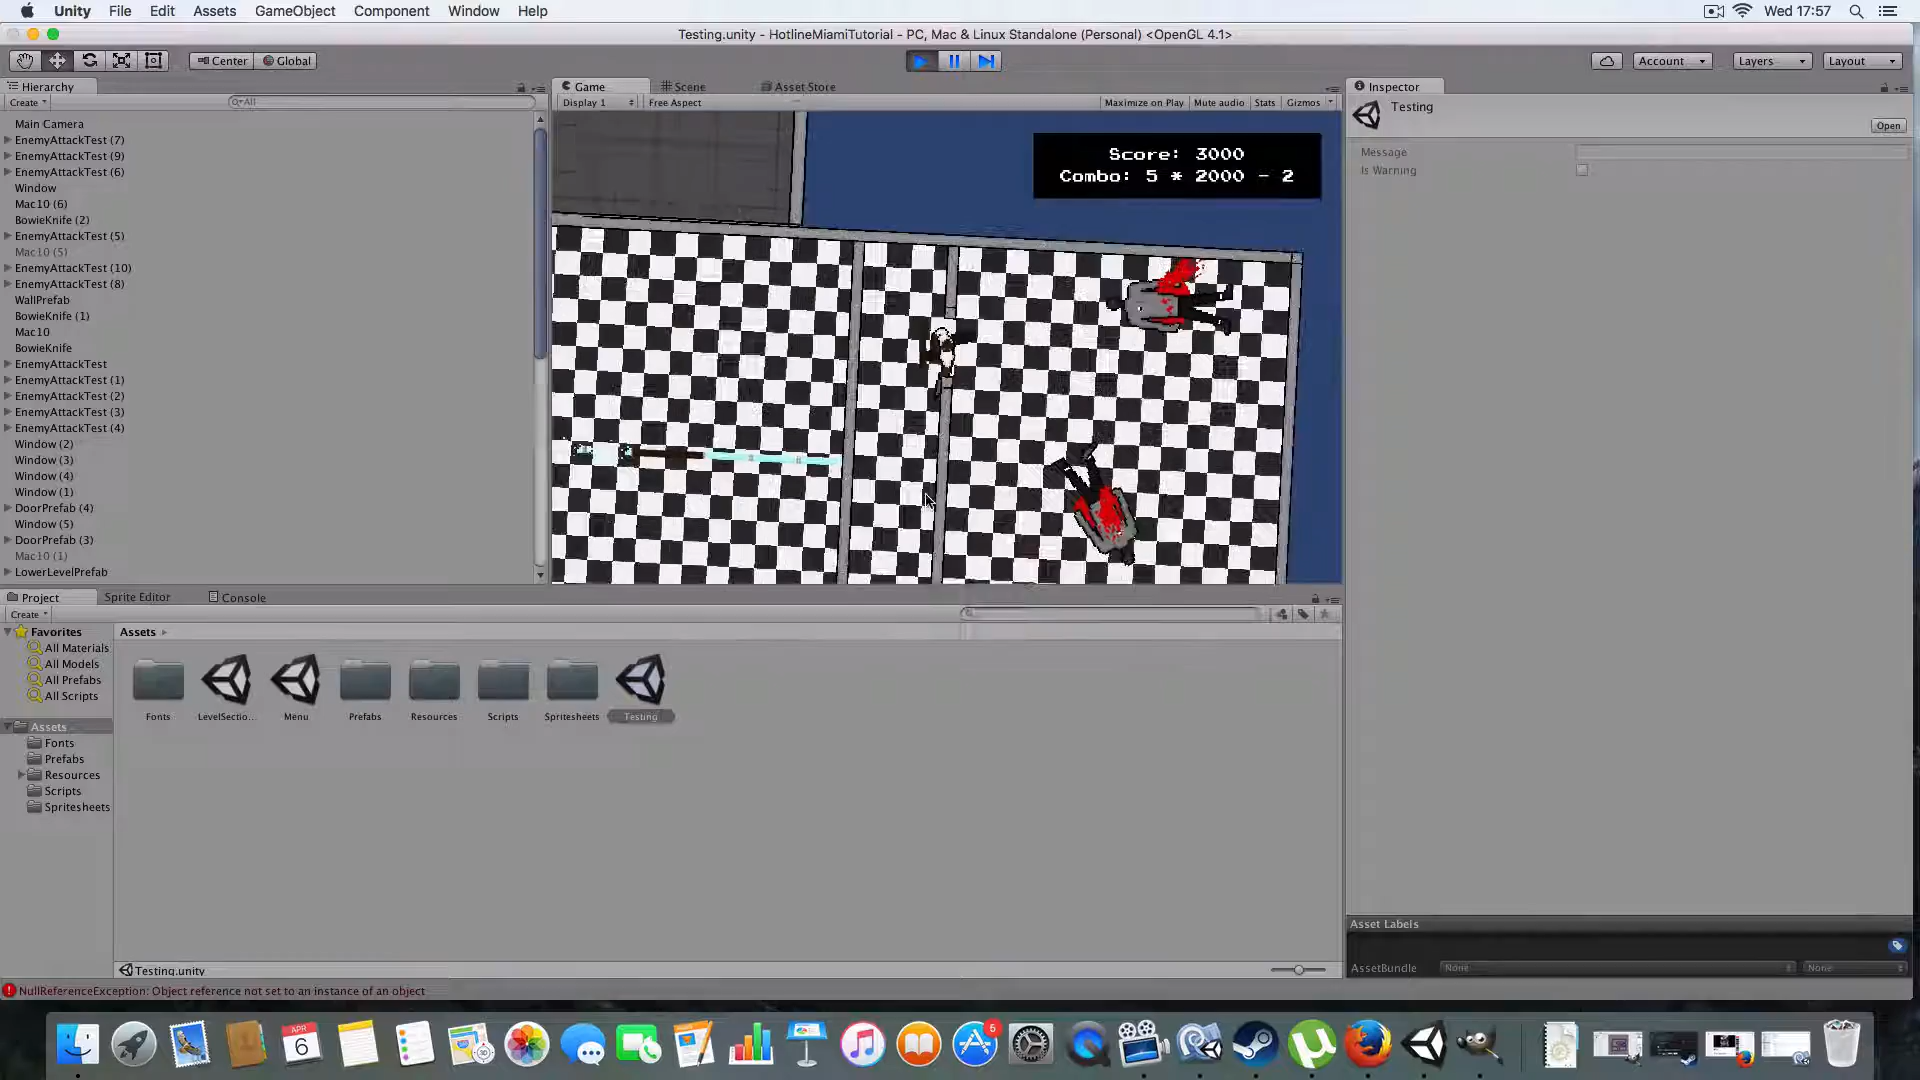 Unity File Edit Assets GameObject Component Window Help Wed 17:57
Testing.unity - HotlineMiamiTutorial - PC, Mac & Linux Standalone (Personal) <OpenGL 4.1>
Center Global Account Layers Layout
Hierarchy Game Scene Asset Store Inspector
Create All Display 1 Free Aspect Maximize on Play Mute audio Stats Gizmos
Testing
Open
Message
Is Warning
Main Camera
EnemyAttackTest (7)
EnemyAttackTest (9)
EnemyAttackTest (6)
Window
Mac10 (6)
BowieKnife (2)
EnemyAttackTest (5)
Mac10 (5)
EnemyAttackTest (10)
EnemyAttackTest (8)
WallPrefab
BowieKnife (1)
Mac10
BowieKnife
EnemyAttackTest
EnemyAttackTest (1)
EnemyAttackTest (2)
EnemyAttackTest (3)
EnemyAttackTest (4)
Window (2)
Window (3)
Window (4)
Window (1)
DoorPrefab (4)
Window (5)
DoorPrefab (3)
Mac10 (1)
LowerLevelPrefab
Score: 3000
Combo: 5 * 2000 - 2
Project Sprite Editor Console
Create
Favorites
All Materials
All Models
All Prefabs
All Scripts
Assets
Fonts
Prefabs
Resources
Scripts
Spritesheets
Assets
Fonts LevelSectio... Menu Prefabs Resources Scripts Spritesheets Testing
Testing.unity
Asset Labels
AssetBundle None None
NullReferenceException: Object reference not set to an instance of an object
APR
6
5